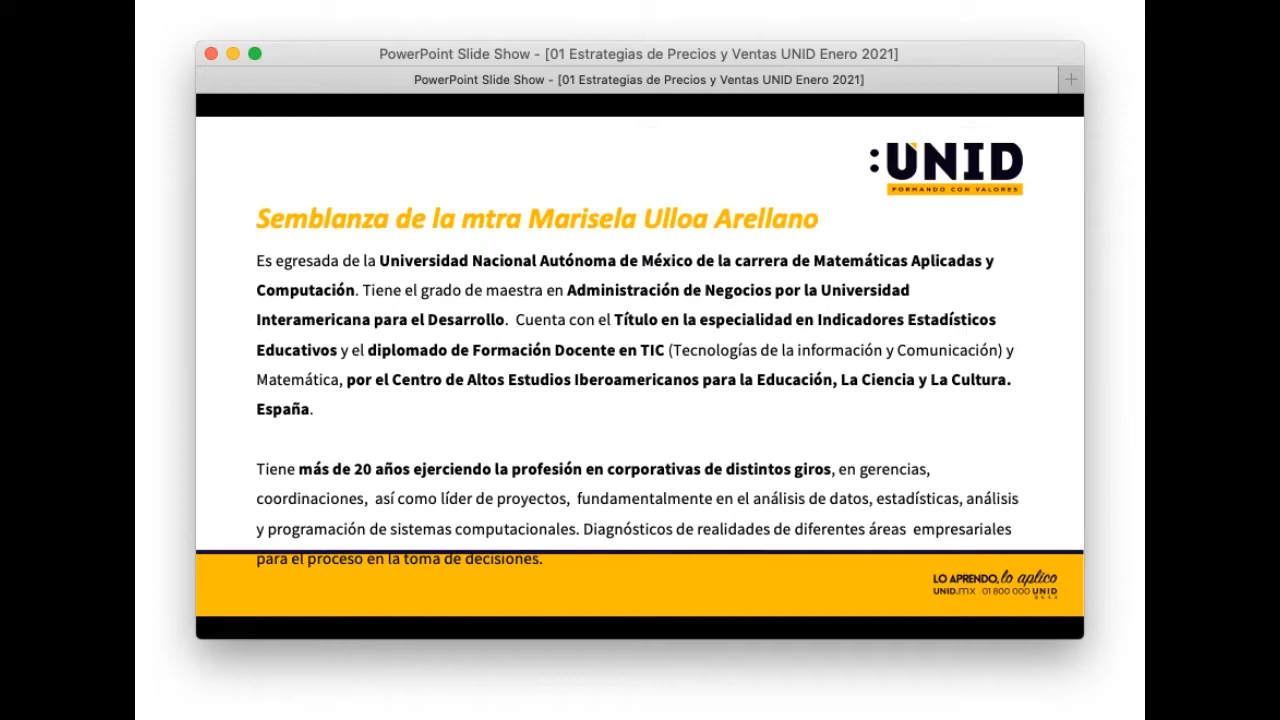 PowerPoint Slide Show - [01 Estrategias de Precios y Ventas UNID Enero 2021]
PowerPoint Slide Show - [01 Estrategias de Precios y Ventas UNID Enero 2021]
:UNID
FORMANDO CON VALORES
Semblanza de la mtra Marisela Ulloa Arellano
Es egresada de la Universidad Nacional Autónoma de México de la carrera de Matemáticas Aplicadas y
Computación. Tiene el grado de maestra en Administración de Negocios por la Universidad
Interamericana para el Desarrollo. Cuenta con el Título en la especialidad en Indicadores Estadísticos
Educativos y el diplomado de Formación Docente en TIC (Tecnologías de la información y Comunicación) y
Matemática, por el Centro de Altos Estudios Iberoamericanos para la Educación, La Ciencia y La Cultura.
España.
Tiene más de 20 años ejerciendo la profesión en corporativas de distintos giros, en gerencias,
coordinaciones, así como líder de proyectos, fundamentalmente en el análisis de datos, estadísticas, análisis
y programación de sistemas computacionales. Diagnósticos de realidades de diferentes áreas empresariales
para el proceso en la toma de decisiones.
LO APRENDO, lo aplico
UNID.mx 01 800 000 UNID